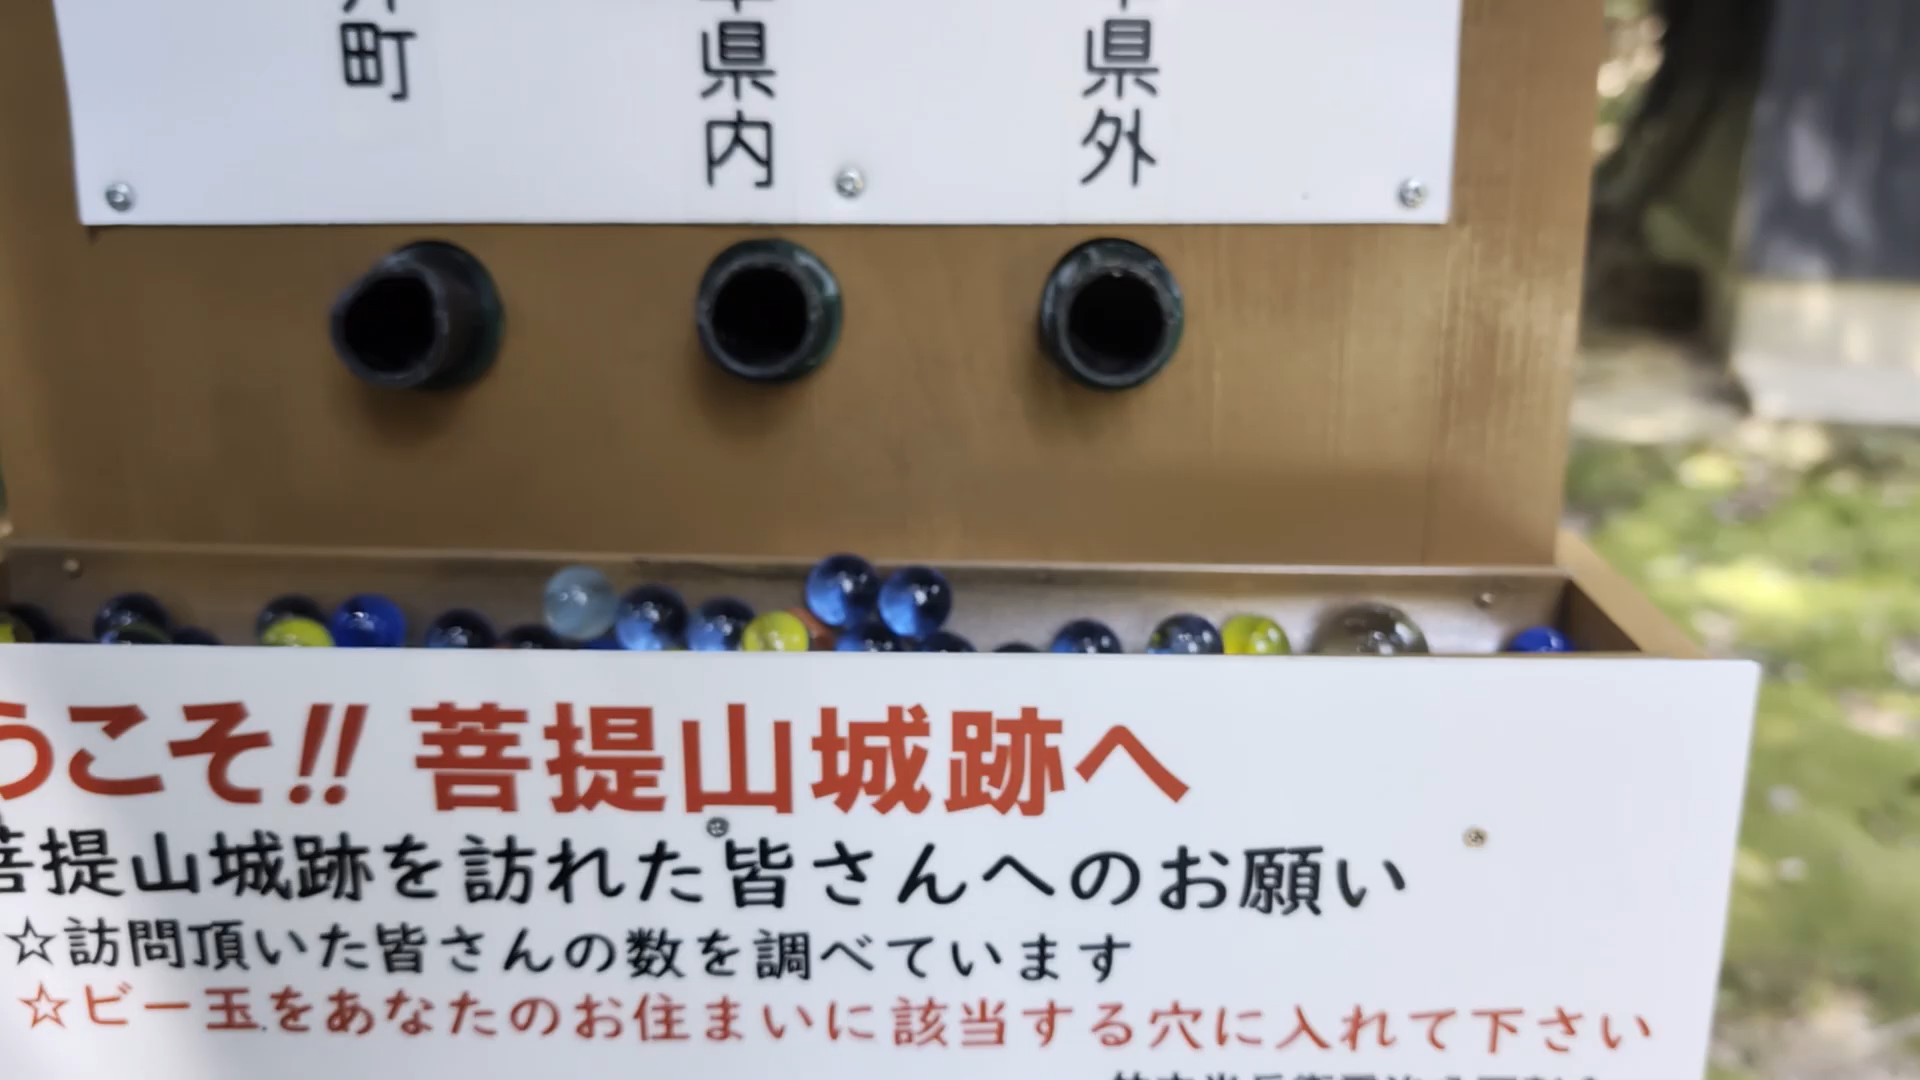 町
県内
県外
うこそ!! 菩提山城跡へ
菩提山城跡を訪れた皆さんへのお願い
☆訪問頂いた皆さんの数を調べています
☆ビー玉をあなたのお住まいに該当する穴に入れて下さい